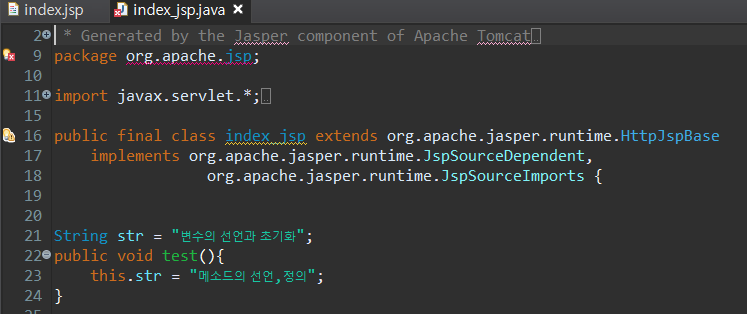 index.jsp index_jsp.java
2 * Generated by the Jasper component of Apache Tomcat
9 package org.apache.jsp;
11 import javax.servlet.*;
16 public final class index_jsp extends org.apache.jasper.runtime.HttpJspBase
17 implements org.apache.jasper.runtime.JspSourceDependent,
18 org.apache.jasper.runtime.JspSourceImports {
19
20
21 String str = "변수의 선언과 초기화";
22 public void test(){
23 this.str = "메소드의 선언,정의";
24 }
25